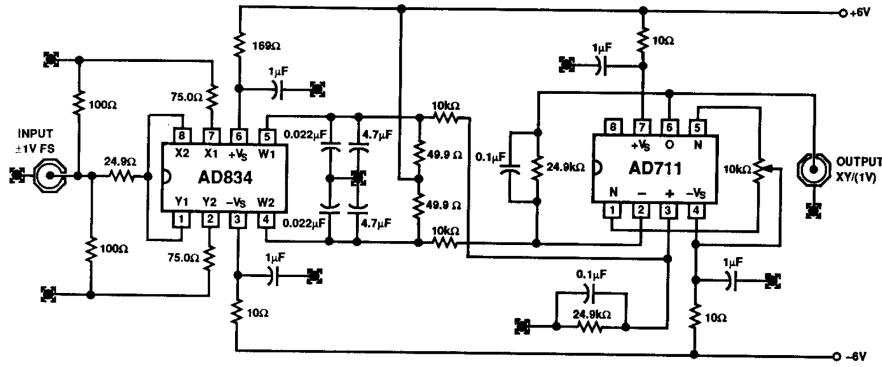 +6V
169Ω
10Ω
1µF
1µF
100Ω
75.0Ω
INPUT
±1V FS
24.9Ω
8 7 6 5
X2 X1 +VS W1
AD834
Y1 Y2 −VS W2
1 2 3 4
0.022µF
4.7µF
0.022µF
4.7µF
10kΩ
49.9 Ω
49.9 Ω
10kΩ
0.1µF
24.9kΩ
8 7 6 5
+VS O N
AD711
N − + −VS
1 2 3 4
10kΩ
OUTPUT
XY/(1V)
100Ω
75.0Ω
1µF
10Ω
0.1µF
24.9kΩ
1µF
10Ω
−6V